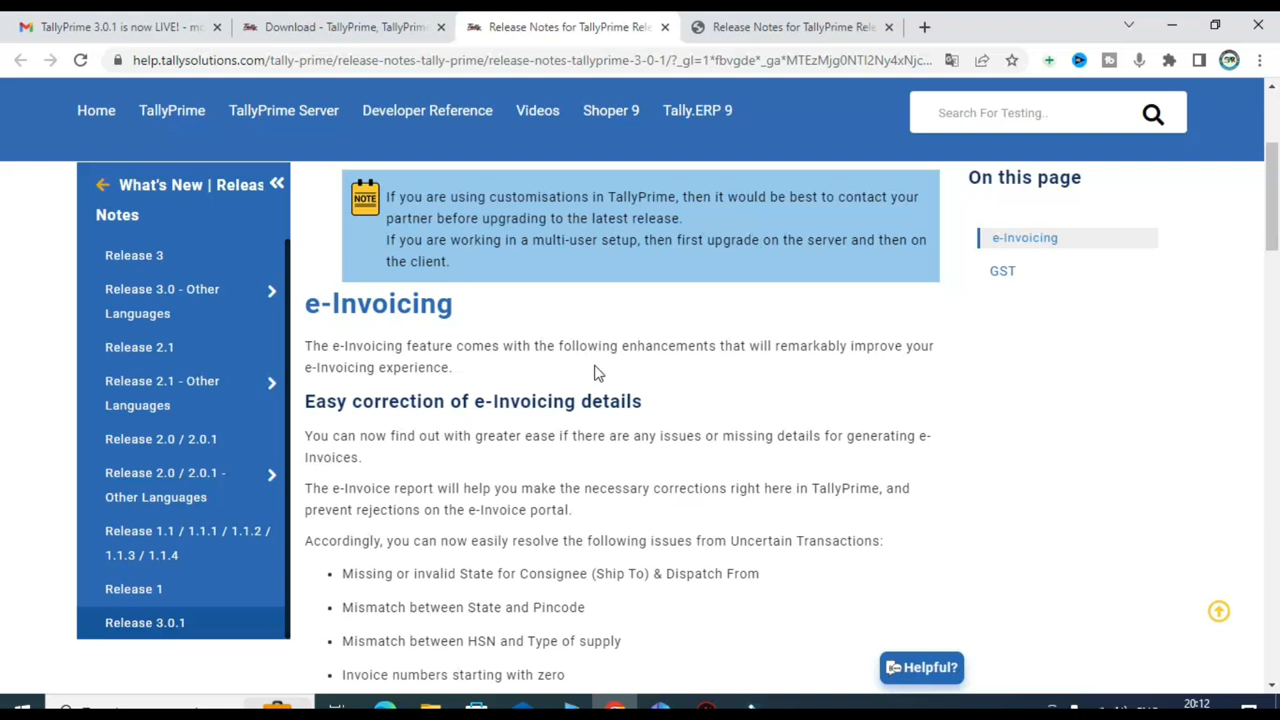 TallyPrime 3.0.1 is now LIVE! - mo
Download - TallyPrime, TallyPrime
Release Notes for TallyPrime Rele
Release Notes for TallyPrime Rele
help.tallysolutions.com/tally-prime/release-notes-tally-prime/release-notes-tallyprime-3-0-1/?_gl=1*fbvgde*_ga*MTEzMjg0NTI2Ny4xNjc...
Home
TallyPrime
TallyPrime Server
Developer Reference
Videos
Shoper 9
Tally.ERP 9
Search For Testing..
What's New | Releas
Notes
Release 3
Release 3.0 - Other
Languages
Release 2.1
Release 2.1 - Other
Languages
Release 2.0 / 2.0.1
Release 2.0 / 2.0.1 -
Other Languages
Release 1.1 / 1.1.1 / 1.1.2 /
1.1.3 / 1.1.4
Release 1
Release 3.0.1
NOTE
If you are using customisations in TallyPrime, then it would be best to contact your
partner before upgrading to the latest release.
If you are working in a multi-user setup, then first upgrade on the server and then on
the client.
e-Invoicing
The e-Invoicing feature comes with the following enhancements that will remarkably improve your
e-Invoicing experience.
Easy correction of e-Invoicing details
You can now find out with greater ease if there are any issues or missing details for generating e-
Invoices.
The e-Invoice report will help you make the necessary corrections right here in TallyPrime, and
prevent rejections on the e-Invoice portal.
Accordingly, you can now easily resolve the following issues from Uncertain Transactions:
• Missing or invalid State for Consignee (Ship To) & Dispatch From
• Mismatch between State and Pincode
• Mismatch between HSN and Type of supply
• Invoice numbers starting with zero
On this page
e-Invoicing
GST
Helpful?
20:12